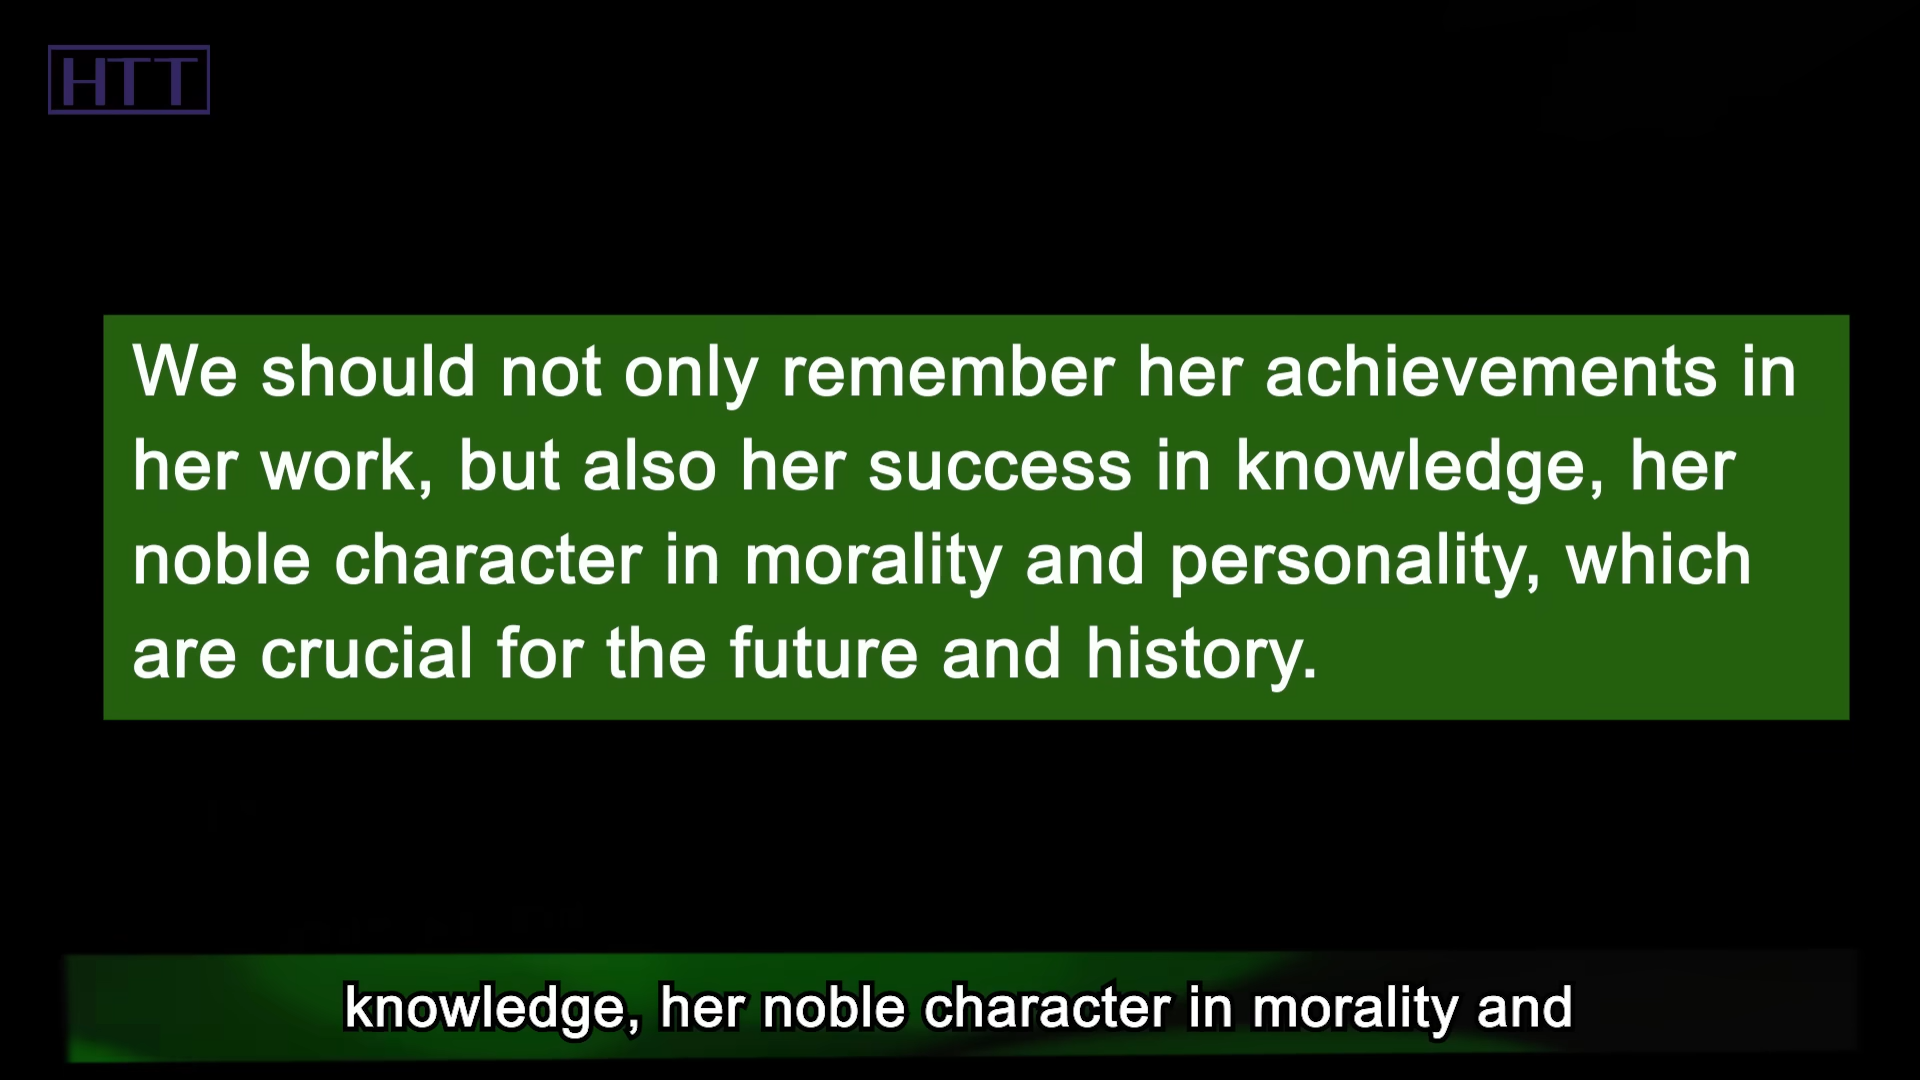 HTT
We should not only remember her achievements in
her work, but also her success in knowledge, her
noble character in morality and personality, which
are crucial for the future and history.
knowledge, her noble character in morality and